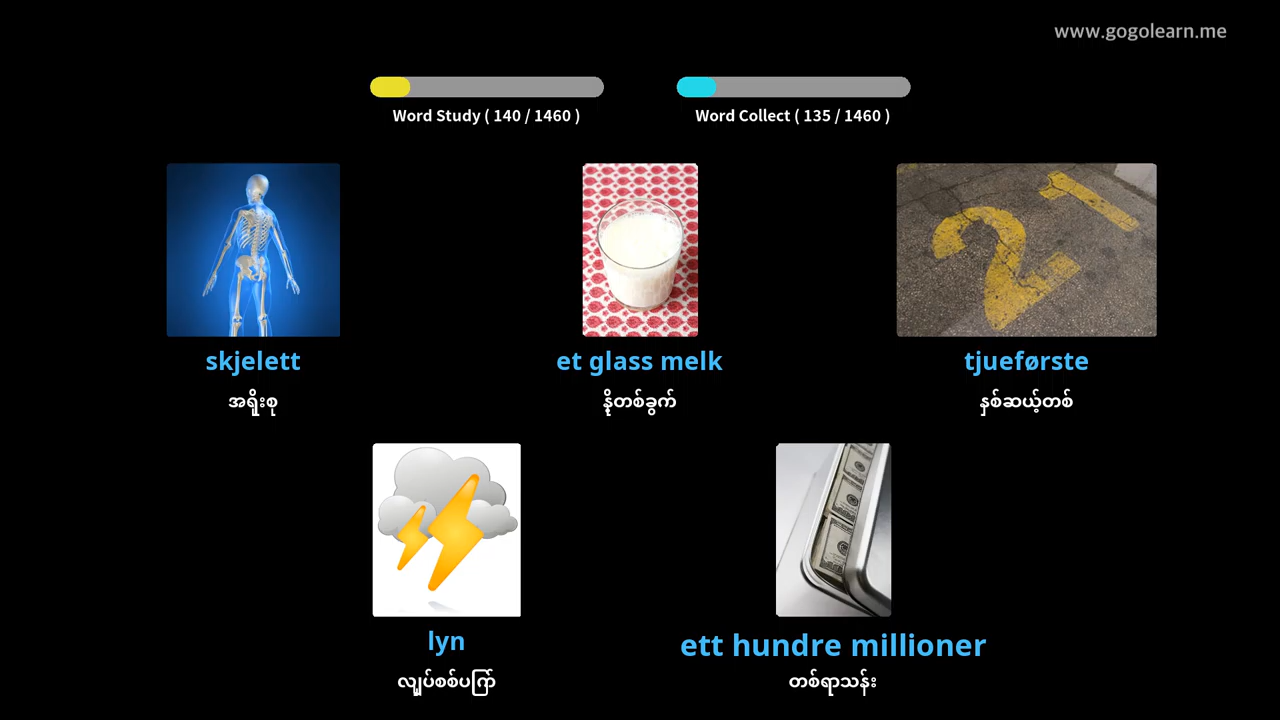 www.gogolearn.me
Word Study ( 140 / 1460 )
Word Collect ( 135 / 1460 )
21
skjelett
et glass melk
tjueførste
အရိုးစု
နို့တစ်ခွက်
နှစ်ဆယ့်တစ်
lyn
ett hundre millioner
လျှပ်စစ်ပြက်ာ
တစ်ရာသန်း